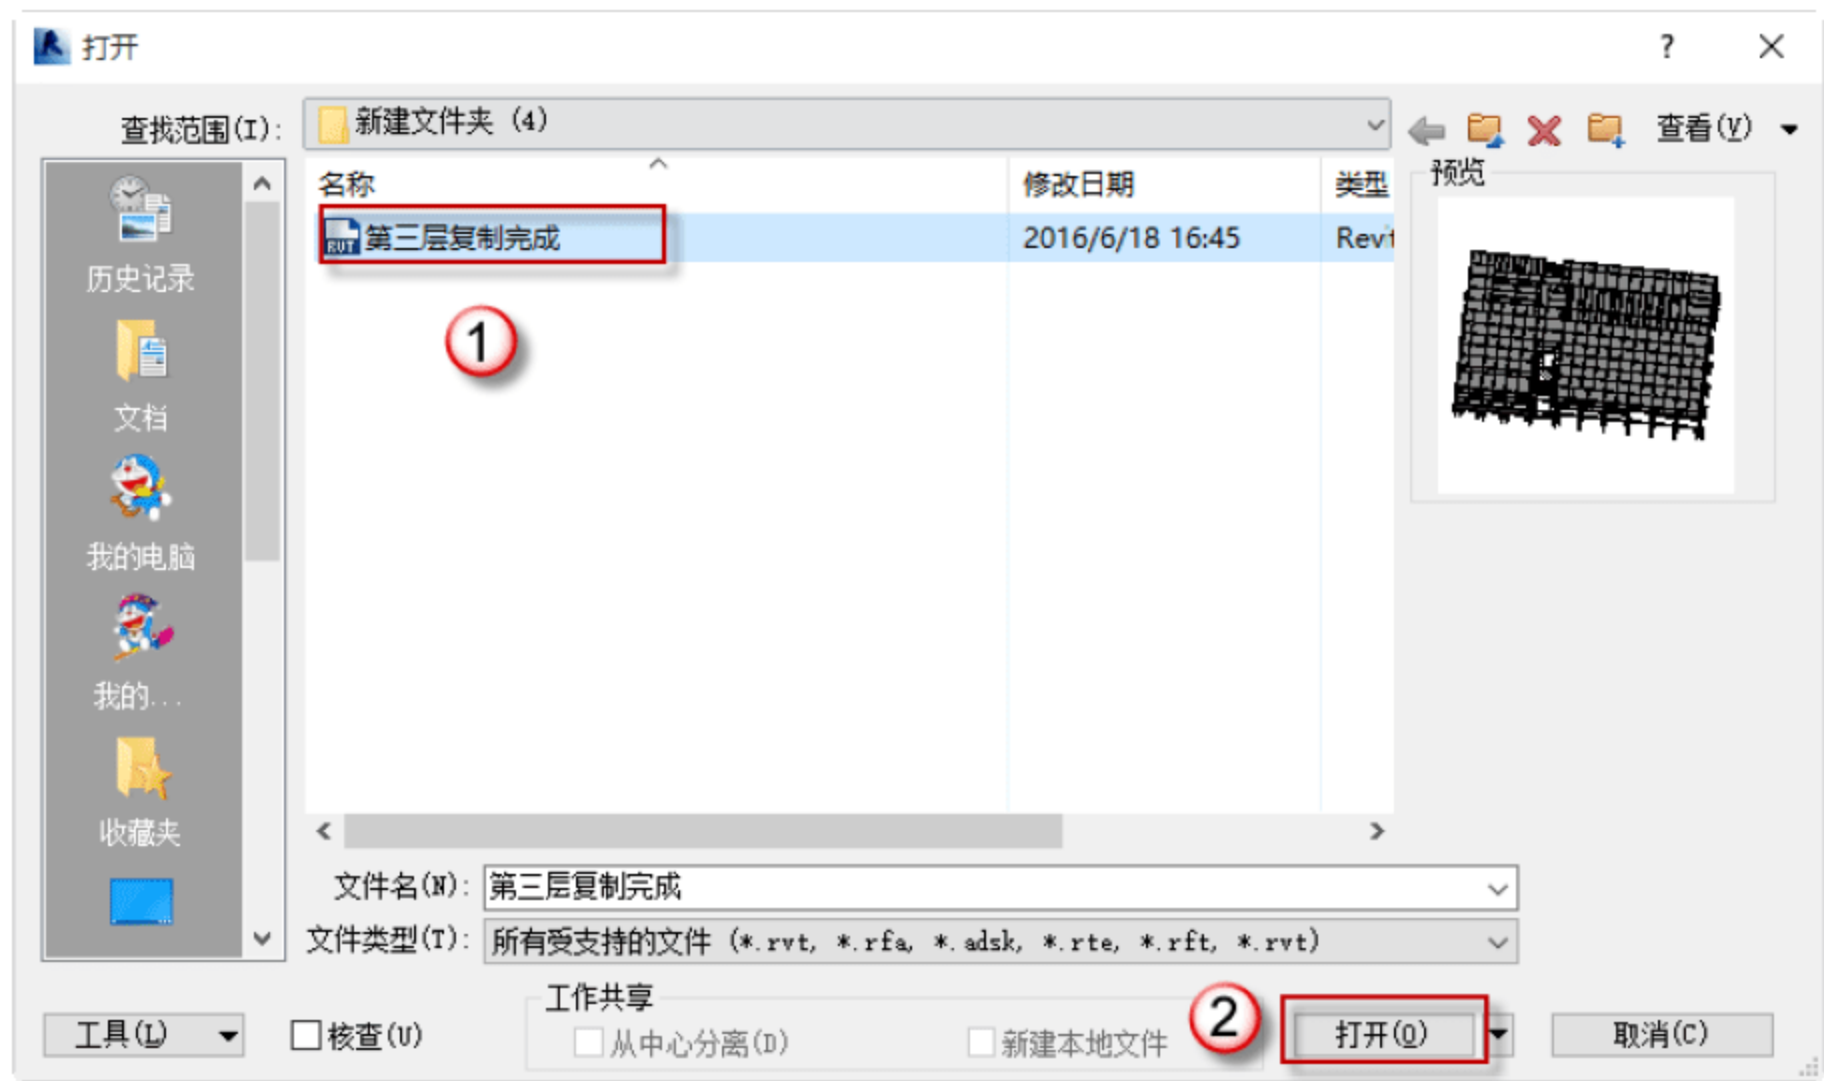 打开
?
查找范围(I):
新建文件夹 (4)
查看(V)
名称
修改日期
类型
RVT
第三层复制完成
2016/6/18 16:45
Revit
1
预览
历史记录
文档
我的电脑
我的...
收藏夹
文件名(N):
第三层复制完成
文件类型(T):
所有受支持的文件 (*.rvt, *.rfa, *.adsk, *.rte, *.rft, *.rvt)
工作共享
工具(L)
核查(U)
从中心分离(D)
新建本地文件
2
打开(O)
取消(C)